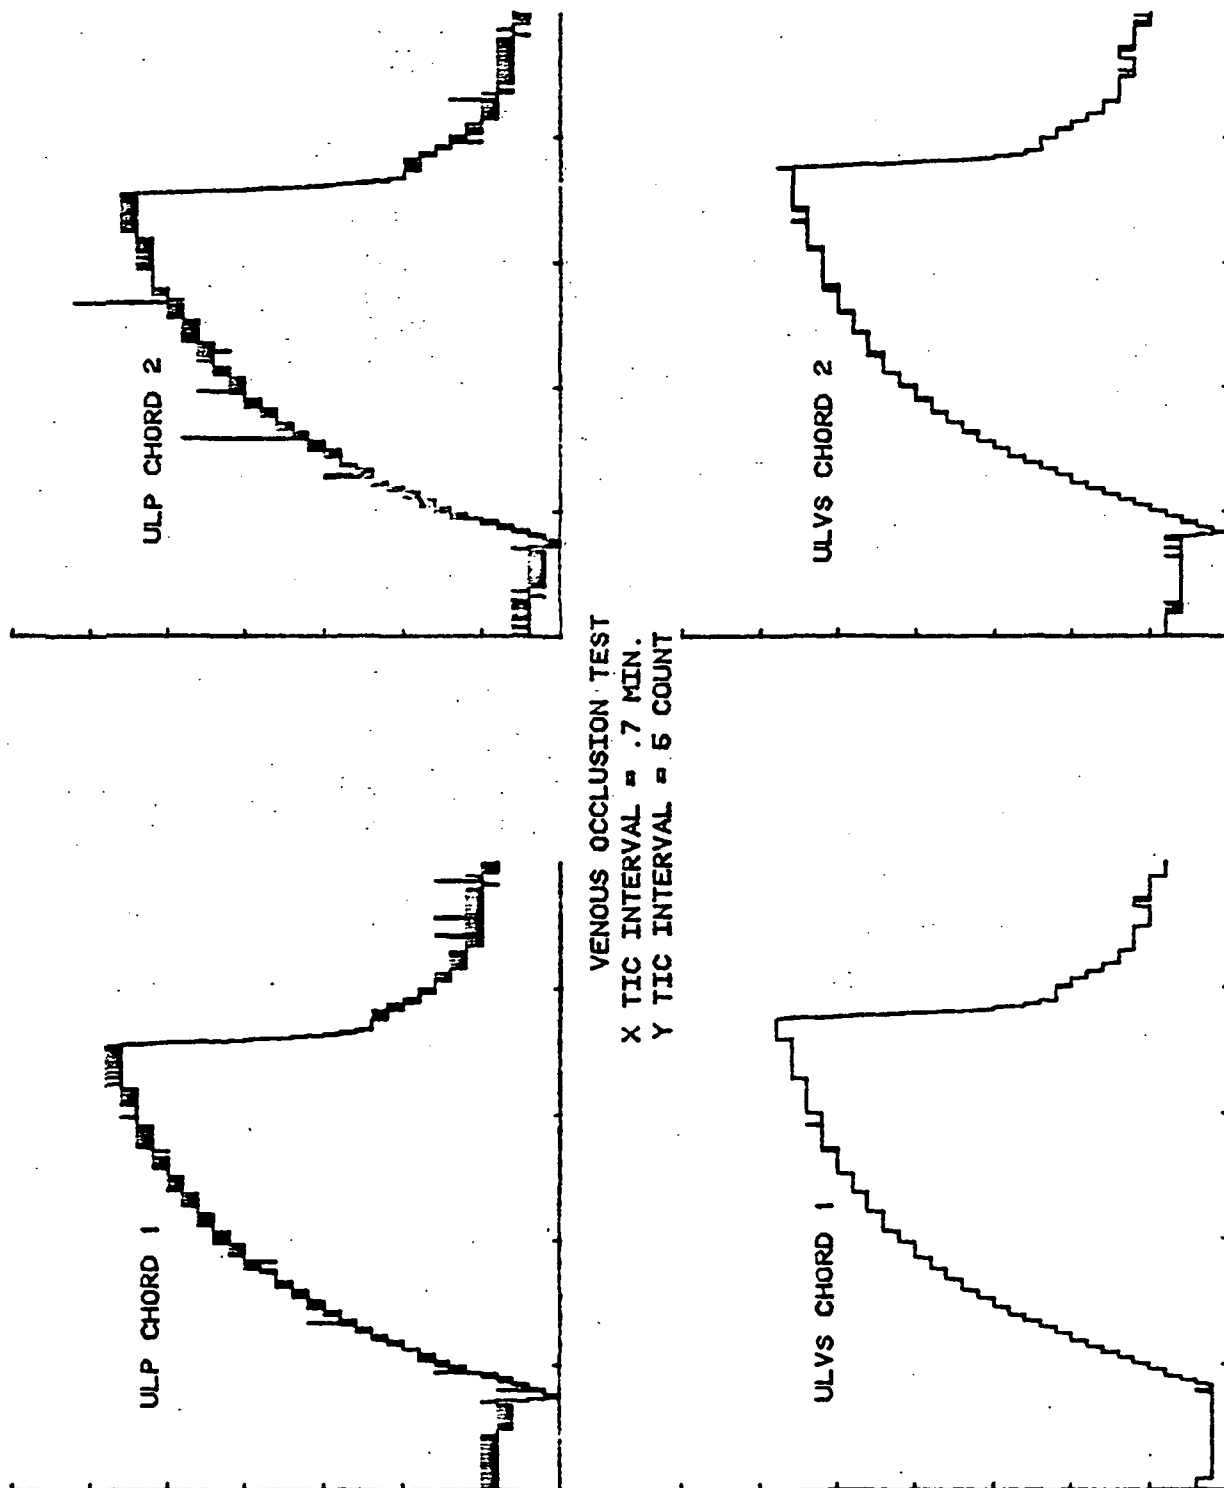 ULP CHORD 1
ULP CHORD 2
VENOUS OCCLUSION TEST
X TIC INTERVAL = .7 MIN.
Y TIC INTERVAL = 5 COUNT
ULVS CHORD 1
ULVS CHORD 2